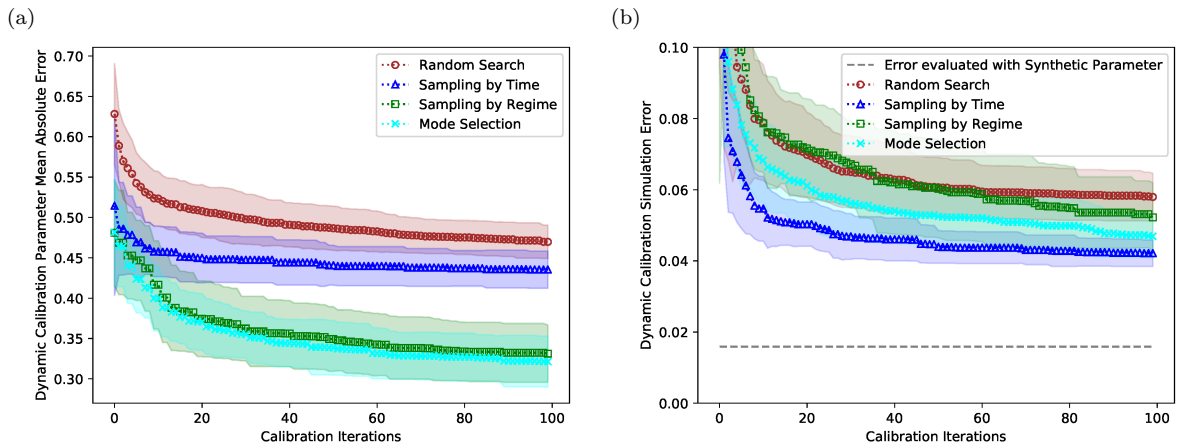 (a)
Dynamic Calibration Parameter Mean Absolute Error
0.70
0.65
0.60
0.55
0.50
0.45
0.40
0.35
0.30
Random Search
Sampling by Time
Sampling by Regime
Mode Selection
0
20
40
60
80
100
Calibration Iterations
(b)
Dynamic Calibration Simulation Error
0.10
0.08
0.06
0.04
0.02
0.00
Error evaluated with Synthetic Parameter
Random Search
Sampling by Time
Sampling by Regime
Mode Selection
0
20
40
60
80
100
Calibration Iterations